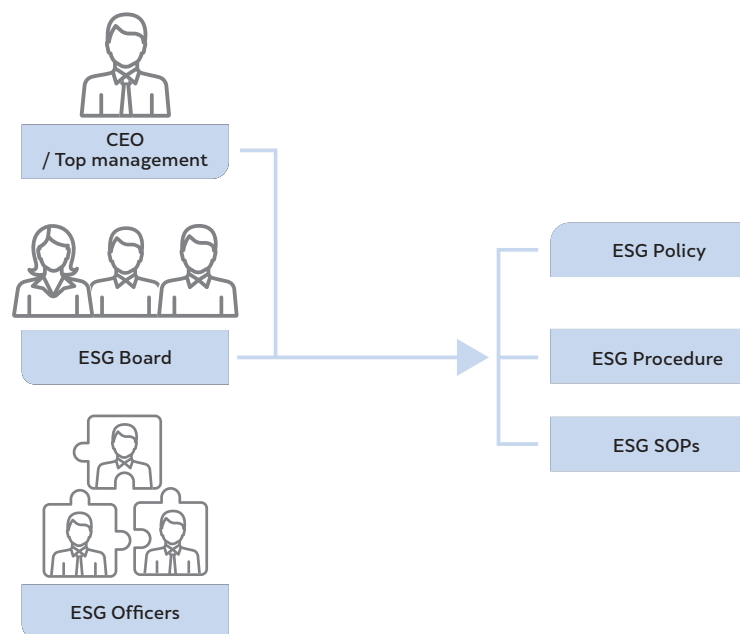 CEO
/ Top management
ESG Board
ESG Officers
ESG Policy
ESG Procedure
ESG SOPs